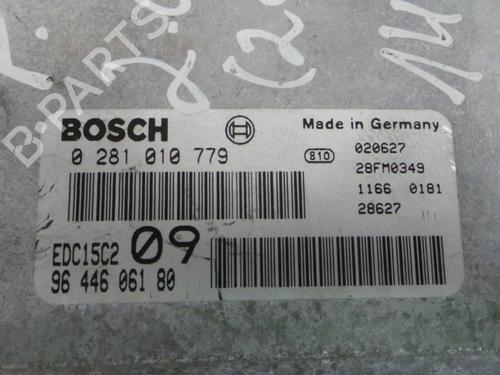 BOSCH
Made in Germany
0 281 010 779
810
020627
28FM0349
1166 0181
28627
EDC15C2 09
96 446 061 80
B-PARTS